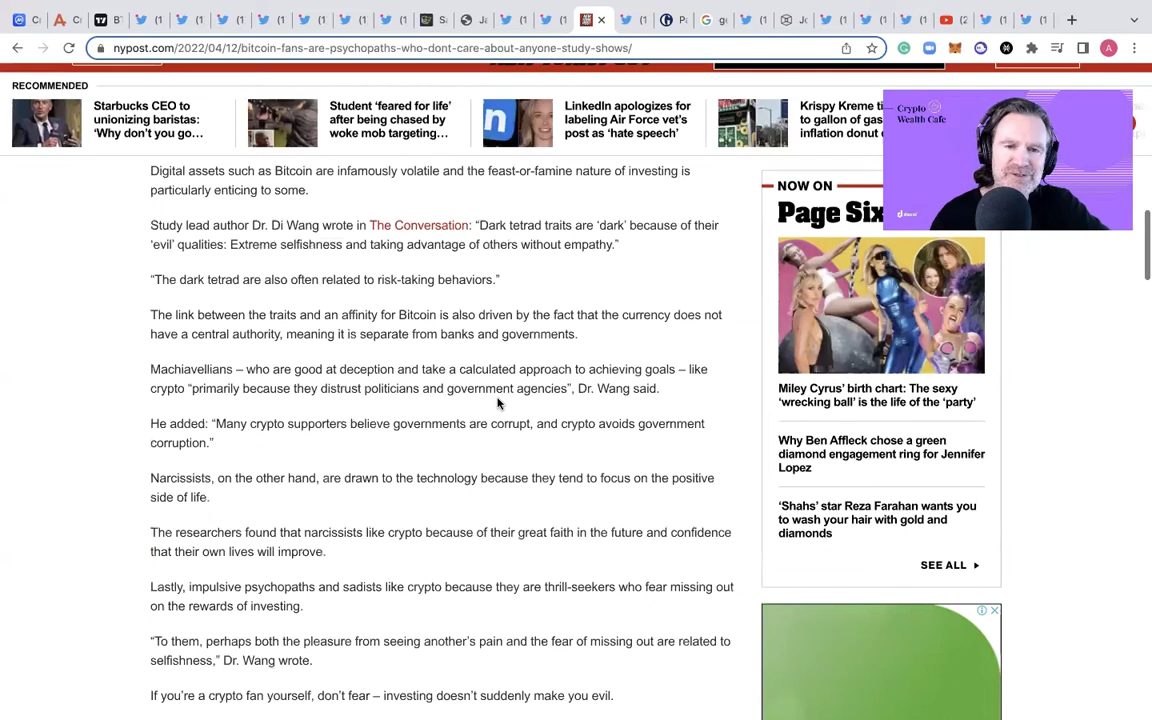 nypost.com/2022/04/12/bitcoin-fans-are-psychopaths-who-dont-care-about-anyone-study-shows/
RECOMMENDED
Starbucks CEO to
unionizing baristas:
‘Why don’t you go…
Student ‘feared for life’
after being chased by
woke mob targeting…
LinkedIn apologizes for
labeling Air Force vet’s
post as ‘hate speech’
Krispy Kreme
to gallon of gas
inflation donut
Crypto
Wealth Cafe
Digital assets such as Bitcoin are infamously volatile and the feast-or-famine nature of investing is
particularly enticing to some.
Study lead author Dr. Di Wang wrote in The Conversation: “Dark tetrad traits are ‘dark’ because of their
‘evil’ qualities: Extreme selfishness and taking advantage of others without empathy.”
“The dark tetrad are also often related to risk-taking behaviors.”
The link between the traits and an affinity for Bitcoin is also driven by the fact that the currency does not
have a central authority, meaning it is separate from banks and governments.
Machiavellians – who are good at deception and take a calculated approach to achieving goals – like
crypto “primarily because they distrust politicians and government agencies”, Dr. Wang said.
He added: “Many crypto supporters believe governments are corrupt, and crypto avoids government
corruption.”
Narcissists, on the other hand, are drawn to the technology because they tend to focus on the positive
side of life.
The researchers found that narcissists like crypto because of their great faith in the future and confidence
that their own lives will improve.
Lastly, impulsive psychopaths and sadists like crypto because they are thrill-seekers who fear missing out
on the rewards of investing.
“To them, perhaps both the pleasure from seeing another’s pain and the fear of missing out are related to
selfishness,” Dr. Wang wrote.
If you’re a crypto fan yourself, don’t fear – investing doesn’t suddenly make you evil.
NOW ON
Page Six
Miley Cyrus’ birth chart: The sexy
‘wrecking ball’ is the life of the ‘party’
Why Ben Affleck chose a green
diamond engagement ring for Jennifer
Lopez
‘Shahs’ star Reza Farahan wants you
to wash your hair with gold and
diamonds
SEE ALL